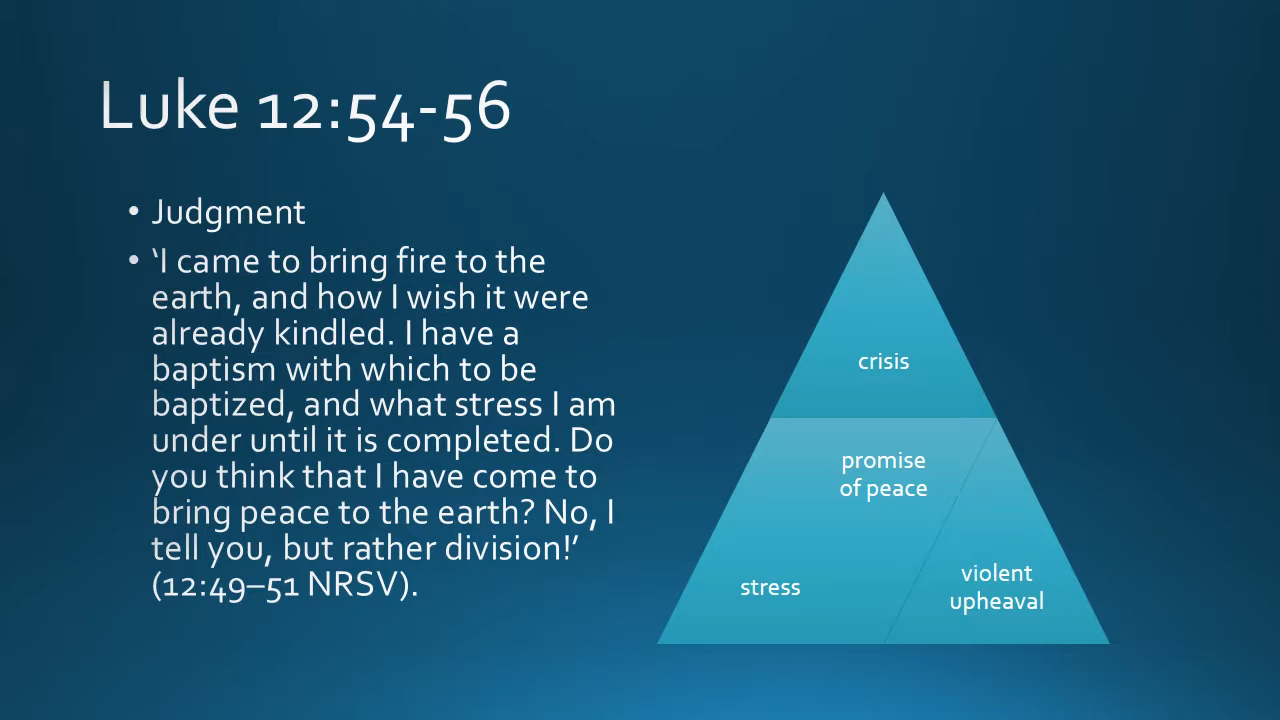 Luke 12:54-56
• Judgment
• ‘I came to bring fire to the
earth, and how I wish it were
already kindled. I have a
baptism with which to be
baptized, and what stress I am
under until it is completed. Do
you think that I have come to
bring peace to the earth? No, I
tell you, but rather division!’
(12:49–51 NRSV).
crisis
promise
of peace
stress
violent
upheaval